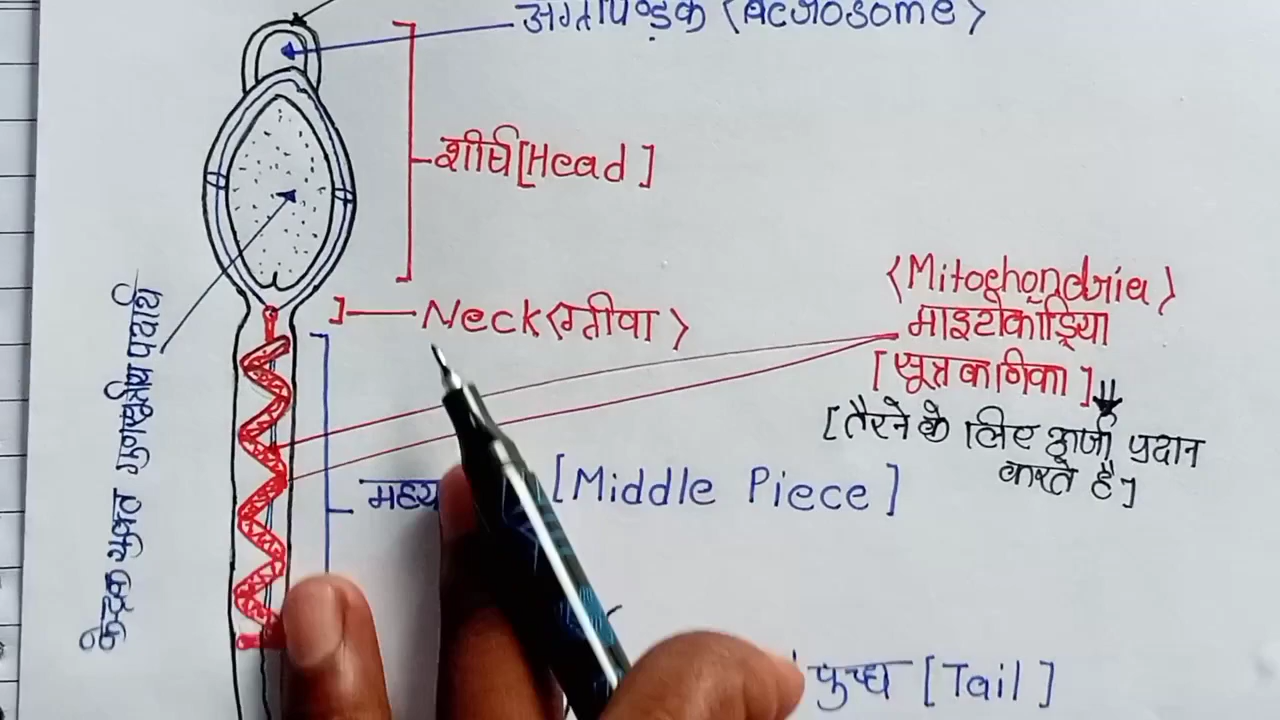 अग्रपिण्डक <Acrosome>
शीर्ष [Head]
<Mitochondria>
Neck <ग्रीवा>
माइटोकॉंड्रिया
[सूत्र कणिका]
[तैरने के लिए ऊर्जा प्रदान
करते है]
मध्य [Middle Piece]
पुच्छ [Tail]
केन्द्रक युक्त गुणसूत्रीय पदार्थ